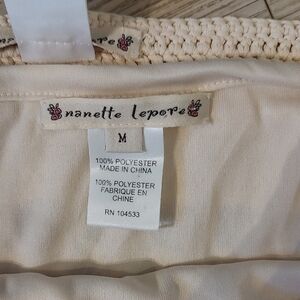 nanette lepore
M
100% POLYESTER
MADE IN CHINA
100% POLYESTER
FABRIQUE EN
CHINE
RN 104533